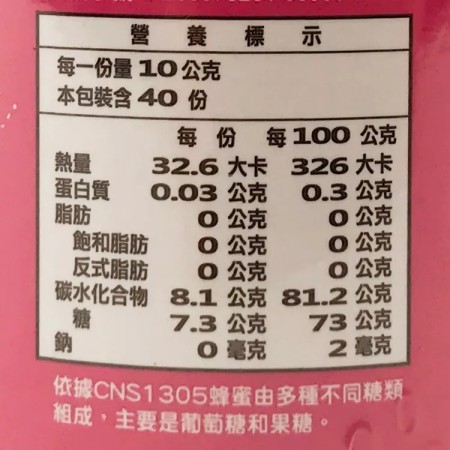 營養標示
每一份量 10 公克
本包裝含 40 份
每份 每 100 公克
熱量 32.6 大卡 326 大卡
蛋白質 0.03 公克 0.3 公克
脂肪 0 公克 0 公克
飽和脂肪 0 公克 0 公克
反式脂肪 0 公克 0 公克
碳水化合物 8.1 公克 81.2 公克
糖 7.3 公克 73 公克
鈉 0 毫克 2 毫克
依據CNS1305蜂蜜由多種不同糖類
組成，主要是葡萄糖和果糖。